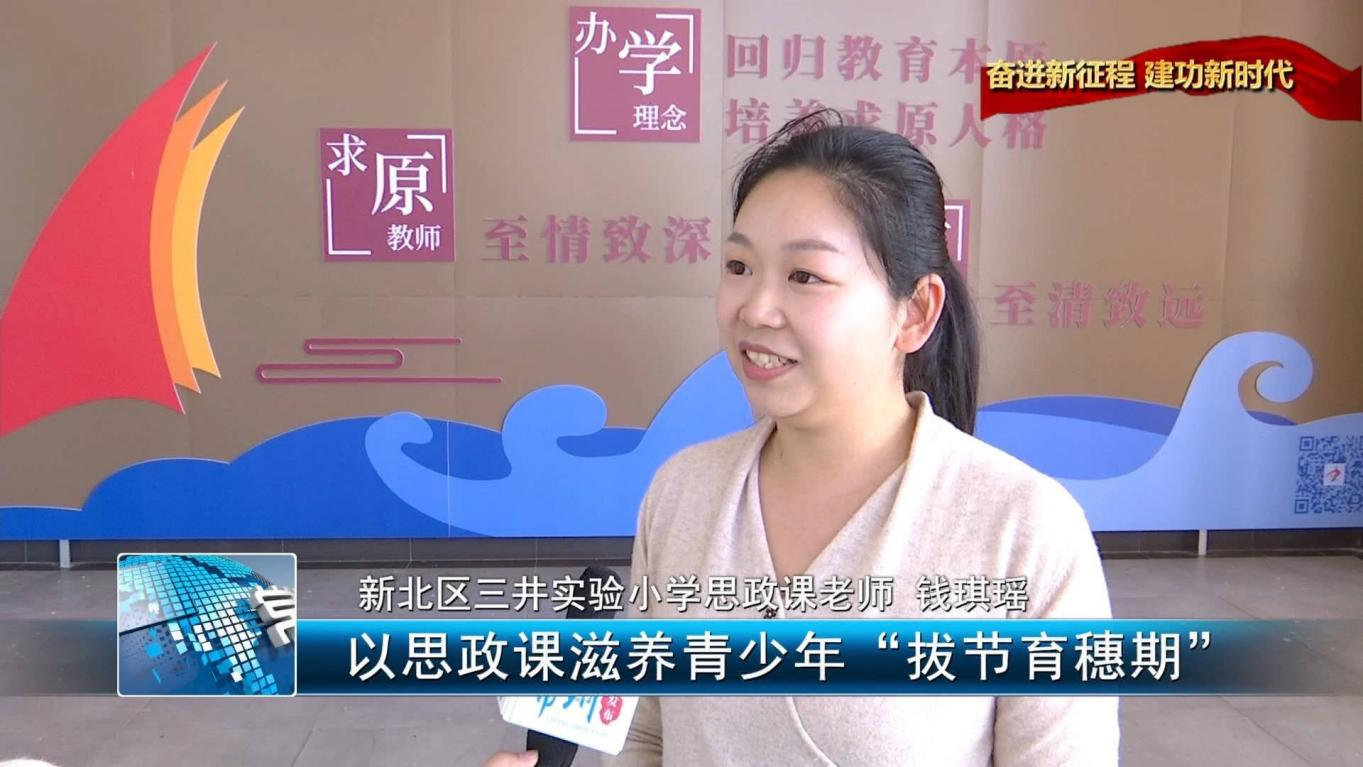 办学
理念
回归教育本原
培养求原人格
奋进新征程 建功新时代
求原
教师
至情致深
至清致远
新北区三井实验小学思政课老师 钱琪瑶
以思政课滋养青少年“拔节育穗期”
发布